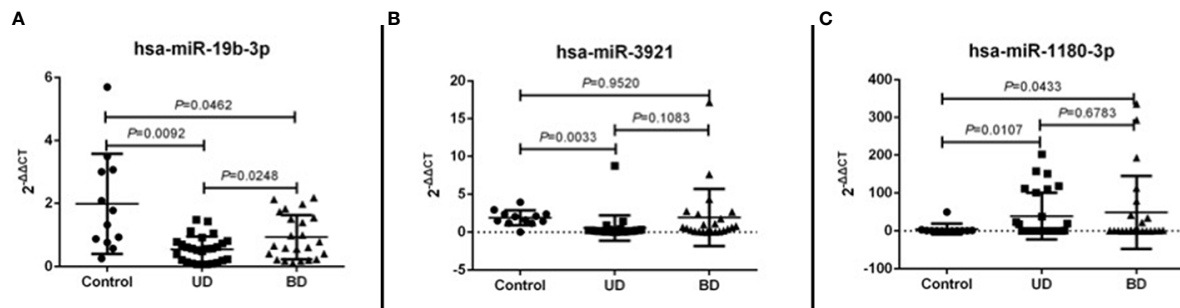 A
hsa-miR-19b-3p
6
4
2
0
2-ΔΔCT
P=0.0462
P=0.0092
P=0.0248
Control UD BD
B
hsa-miR-3921
20
15
10
5
0
-5
2-ΔΔCT
P=0.9520
P=0.1083
P=0.0033
Control UD BD
C
hsa-miR-1180-3p
400
300
200
100
0
-100
2-ΔΔCT
P=0.0433
P=0.6783
P=0.0107
Control UD BD